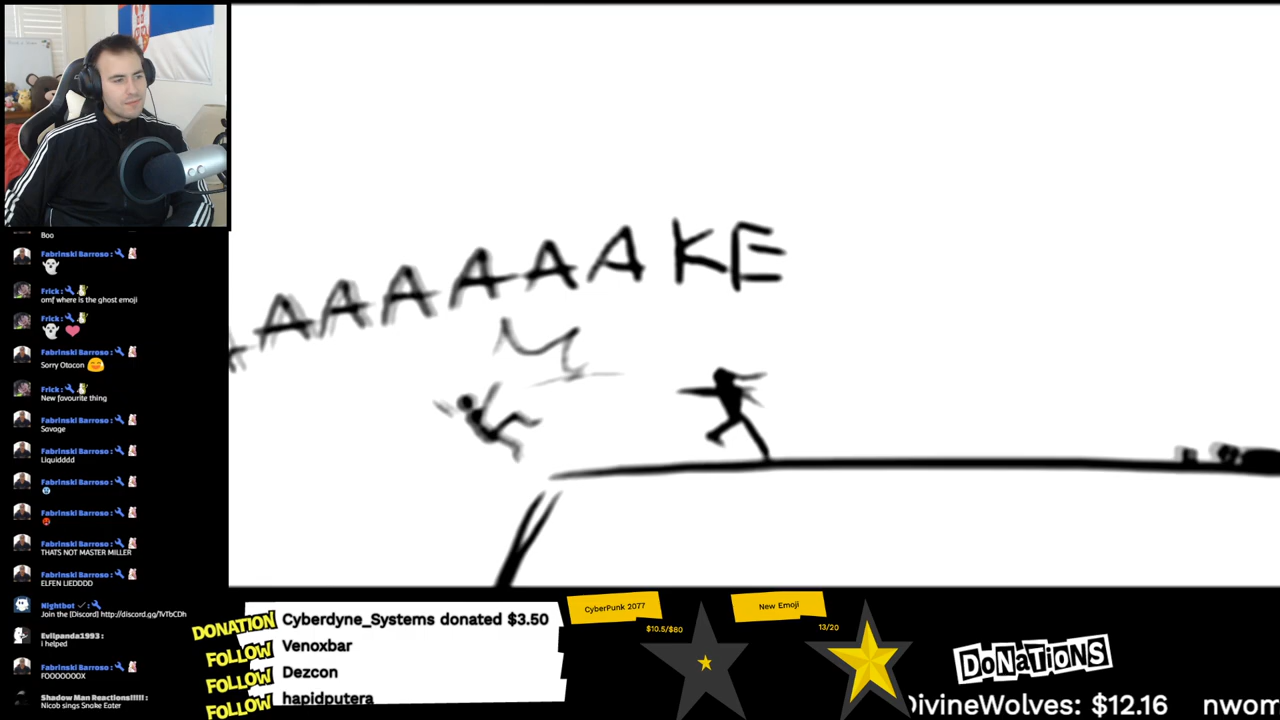 AAAAAAAKE
Boo
Fabrinski Barroso :
Frick :
omf where is the ghost emoji
Frick :
Fabrinski Barroso :
Sorry Otacon
Frick :
New favourite thing
Fabrinski Barroso :
Savage
Fabrinski Barroso :
Liquidddd
Fabrinski Barroso :
Fabrinski Barroso :
Fabrinski Barroso :
THATS NOT MASTER MILLER
Fabrinski Barroso :
ELFEN LIEDDDD
Nightbot ✓ :
Join the [Discord] http://discord.gg/7VTbCDh
Evilpanda1993 :
i helped
Fabrinski Barroso :
FOOOOOOOX
Shadow Man Reactions!!!!! :
Nicob sings Snake Eater
DONATION Cyberdyne_Systems donated $3.50
FOLLOW Venoxbar
FOLLOW Dezcon
FOLLOW hapidputera
CyberPunk 2077
$10.5/$80
New Emoji
13/20
DoNaTioNS
DivineWolves: $12.16 nwom